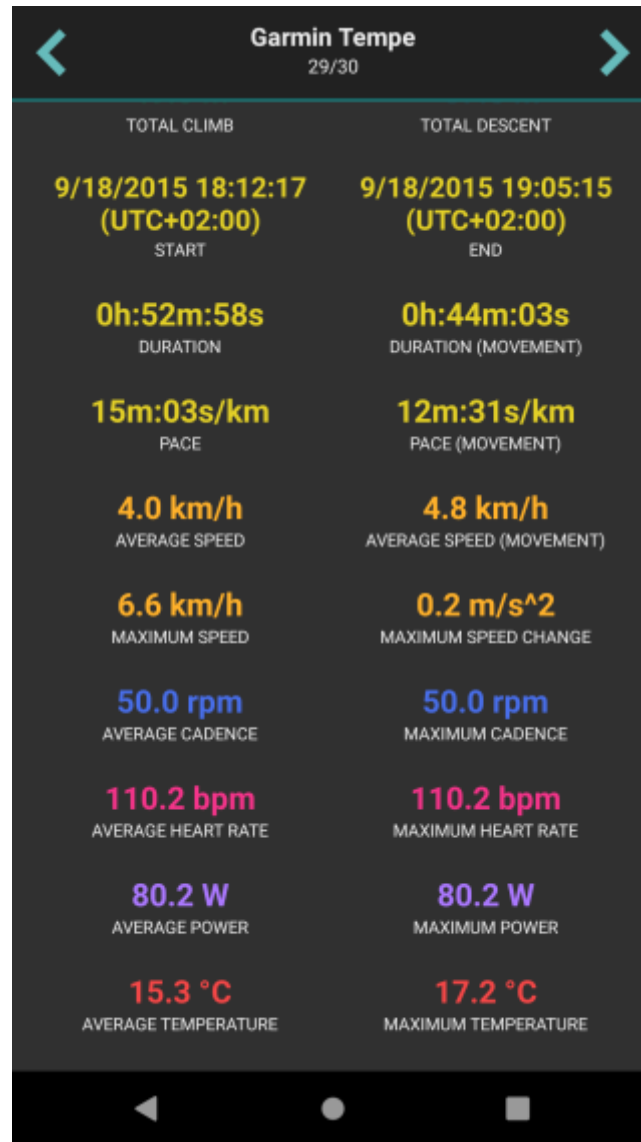 Garmin Tempe
29/30
TOTAL CLIMB TOTAL DESCENT
9/18/2015 18:12:17 9/18/2015 19:05:15
(UTC+02:00) (UTC+02:00)
START END
0h:52m:58s 0h:44m:03s
DURATION DURATION (MOVEMENT)
15m:03s/km 12m:31s/km
PACE PACE (MOVEMENT)
4.0 km/h 4.8 km/h
AVERAGE SPEED AVERAGE SPEED (MOVEMENT)
6.6 km/h 0.2 m/s^2
MAXIMUM SPEED MAXIMUM SPEED CHANGE
50.0 rpm 50.0 rpm
AVERAGE CADENCE MAXIMUM CADENCE
110.2 bpm 110.2 bpm
AVERAGE HEART RATE MAXIMUM HEART RATE
80.2 W 80.2 W
AVERAGE POWER MAXIMUM POWER
15.3 °C 17.2 °C
AVERAGE TEMPERATURE MAXIMUM TEMPERATURE